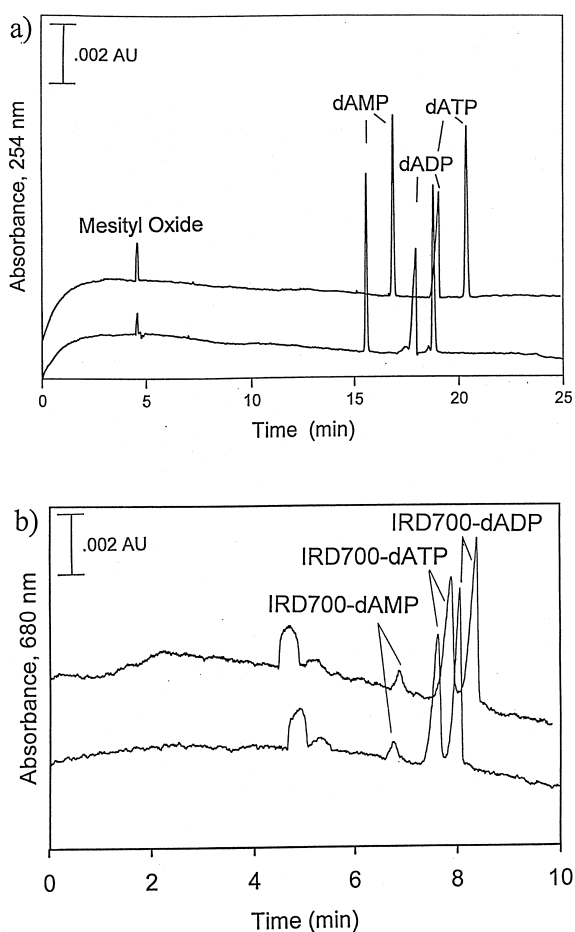 a)
.002 AU
Absorbance, 254 nm
Mesityl Oxide
dAMP
dATP
dADP
0 5 10 15 20 25
Time (min)
b)
.002 AU
Absorbance, 680 nm
IRD700-dADP
IRD700-dATP
IRD700-dAMP
0 2 4 6 8 10
Time (min)